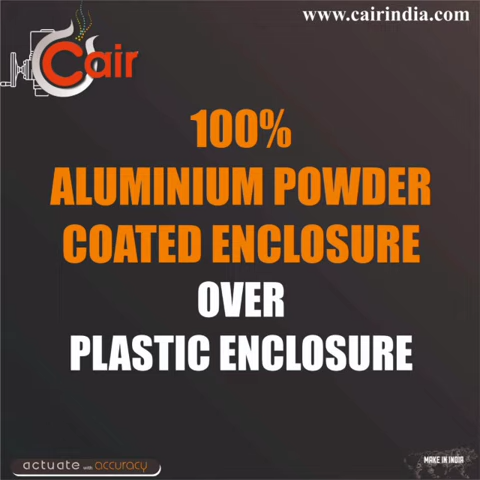 www.cairindia.com
Cair
100%
ALUMINIUM POWDER
COATED ENCLOSURE
OVER
PLASTIC ENCLOSURE
actuate with accuracy
MAKE IN INDIA